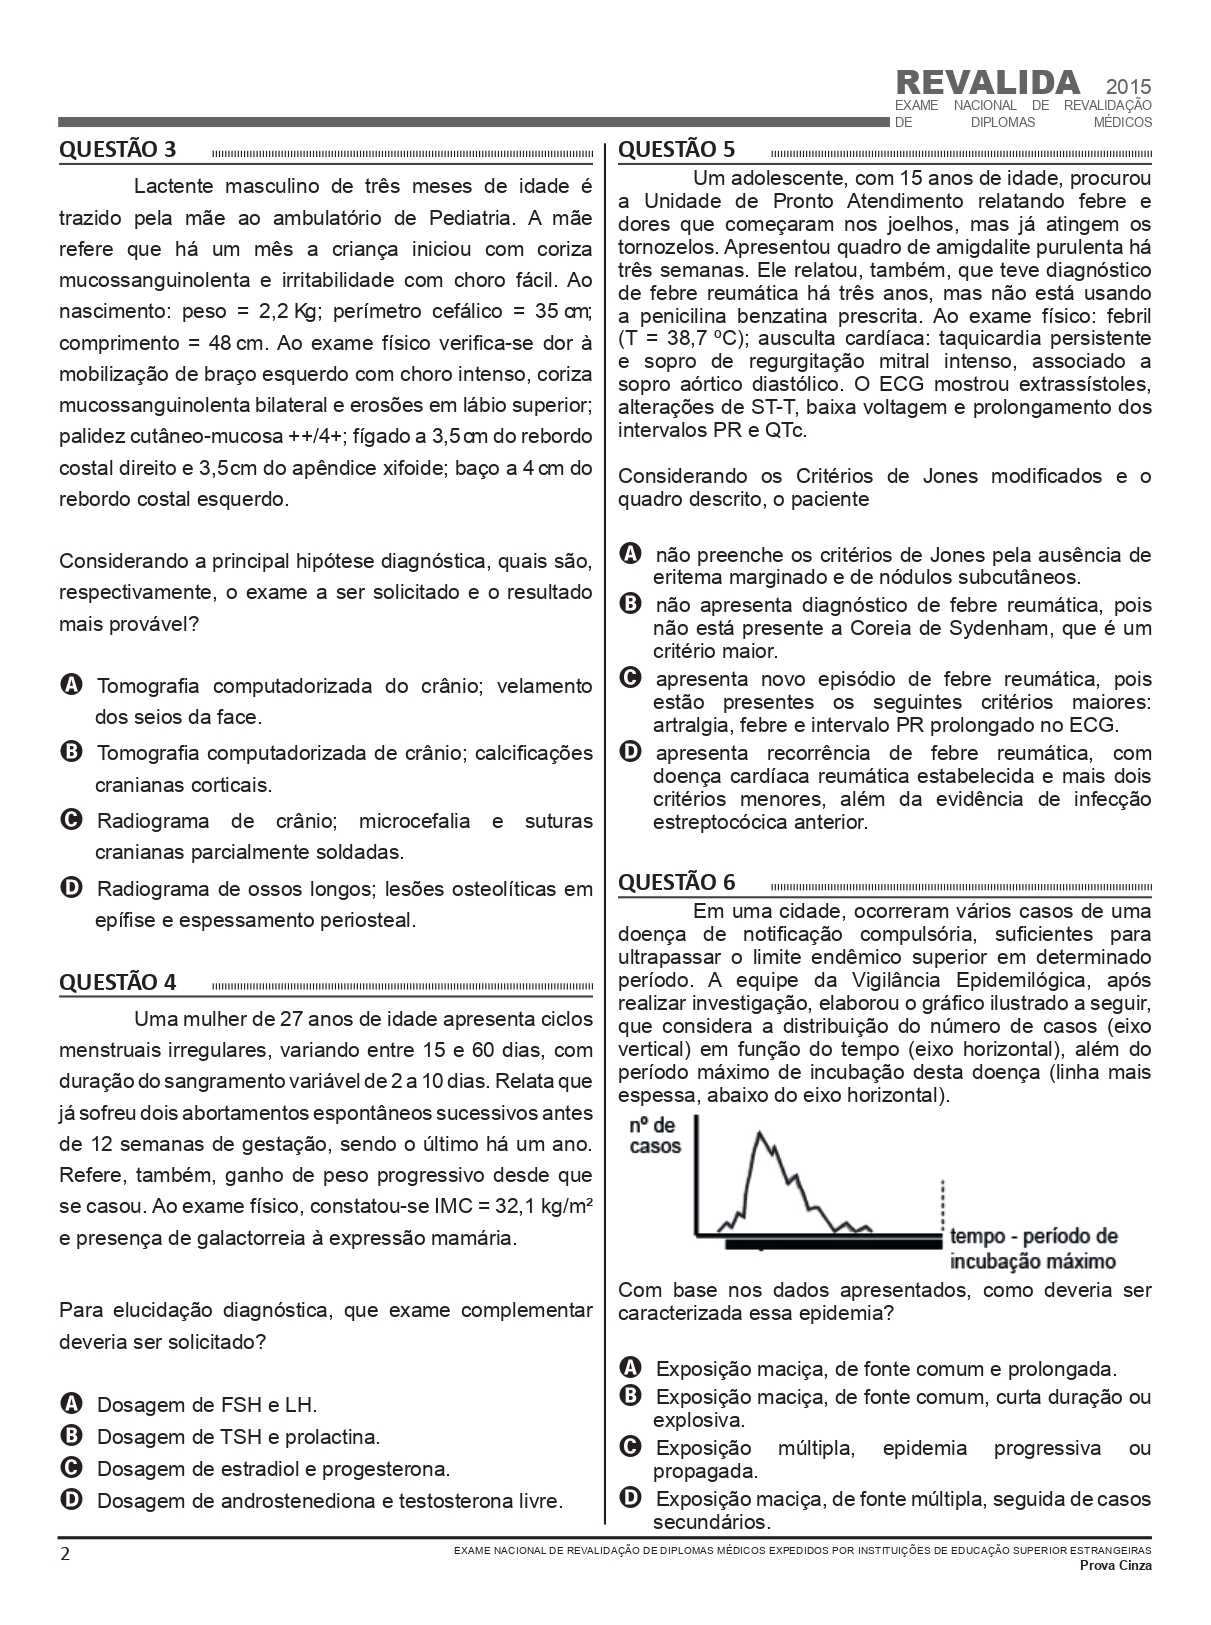 REVALIDA 2015
EXAME NACIONAL DE REVALIDAÇÃO
DE DIPLOMAS MÉDICOS
QUESTÃO 3
Lactente masculino de três meses de idade é
trazido pela mãe ao ambulatório de Pediatria. A mãe
refere que há um mês a criança iniciou com coriza
mucossanguinolenta e irritabilidade com choro fácil. Ao
nascimento: peso = 2,2 Kg; perímetro cefálico = 35 cm;
comprimento = 48 cm. Ao exame físico verifica-se dor à
mobilização de braço esquerdo com choro intenso, coriza
mucossanguinolenta bilateral e erosões em lábio superior;
palidez cutâneo-mucosa ++/4+; fígado a 3,5 cm do rebordo
costal direito e 3,5cm do apêndice xifoide; baço a 4 cm do
rebordo costal esquerdo.
Considerando a principal hipótese diagnóstica, quais são,
respectivamente, o exame a ser solicitado e o resultado
mais provável?
A Tomografia computadorizada do crânio; velamento
dos seios da face.
B Tomografia computadorizada de crânio; calcificações
cranianas corticais.
C Radiograma de crânio; microcefalia e suturas
cranianas parcialmente soldadas.
D Radiograma de ossos longos; lesões osteolíticas em
epífise e espessamento periosteal.
QUESTÃO 4
Uma mulher de 27 anos de idade apresenta ciclos
menstruais irregulares, variando entre 15 e 60 dias, com
duração do sangramento variável de 2 a 10 dias. Relata que
já sofreu dois abortamentos espontâneos sucessivos antes
de 12 semanas de gestação, sendo o último há um ano.
Refere, também, ganho de peso progressivo desde que
se casou. Ao exame físico, constatou-se IMC = 32,1 kg/m²
e presença de galactorreia à expressão mamária.
Para elucidação diagnóstica, que exame complementar
deveria ser solicitado?
A Dosagem de FSH e LH.
B Dosagem de TSH e prolactina.
C Dosagem de estradiol e progesterona.
D Dosagem de androstenediona e testosterona livre.
QUESTÃO 5
Um adolescente, com 15 anos de idade, procurou
a Unidade de Pronto Atendimento relatando febre e
dores que começaram nos joelhos, mas já atingem os
tornozelos. Apresentou quadro de amigdalite purulenta há
três semanas. Ele relatou, também, que teve diagnóstico
de febre reumática há três anos, mas não está usando
a penicilina benzatina prescrita. Ao exame físico: febril
(T = 38,7 ºC); ausculta cardíaca: taquicardia persistente
e sopro de regurgitação mitral intenso, associado a
sopro aórtico diastólico. O ECG mostrou extrassístoles,
alterações de ST-T, baixa voltagem e prolongamento dos
intervalos PR e QTc.
Considerando os Critérios de Jones modificados e o
quadro descrito, o paciente
A não preenche os critérios de Jones pela ausência de
eritema marginado e de nódulos subcutâneos.
B não apresenta diagnóstico de febre reumática, pois
não está presente a Coreia de Sydenham, que é um
critério maior.
C apresenta novo episódio de febre reumática, pois
estão presentes os seguintes critérios maiores:
artralgia, febre e intervalo PR prolongado no ECG.
D apresenta recorrência de febre reumática, com
doença cardíaca reumática estabelecida e mais dois
critérios menores, além da evidência de infecção
estreptocócica anterior.
QUESTÃO 6
Em uma cidade, ocorreram vários casos de uma
doença de notificação compulsória, suficientes para
ultrapassar o limite endêmico superior em determinado
período. A equipe da Vigilância Epidemilógica, após
realizar investigação, elaborou o gráfico ilustrado a seguir,
que considera a distribuição do número de casos (eixo
vertical) em função do tempo (eixo horizontal), além do
período máximo de incubação desta doença (linha mais
espessa, abaixo do eixo horizontal).
nº de
casos
tempo - período de
incubação máximo
Com base nos dados apresentados, como deveria ser
caracterizada essa epidemia?
A Exposição maciça, de fonte comum e prolongada.
B Exposição maciça, de fonte comum, curta duração ou
explosiva.
C Exposição múltipla, epidemia progressiva ou
propagada.
D Exposição maciça, de fonte múltipla, seguida de casos
secundários.
2
EXAME NACIONAL DE REVALIDAÇÃO DE DIPLOMAS MÉDICOS EXPEDIDOS POR INSTITUIÇÕES DE EDUCAÇÃO SUPERIOR ESTRANGEIRAS
Prova Cinza